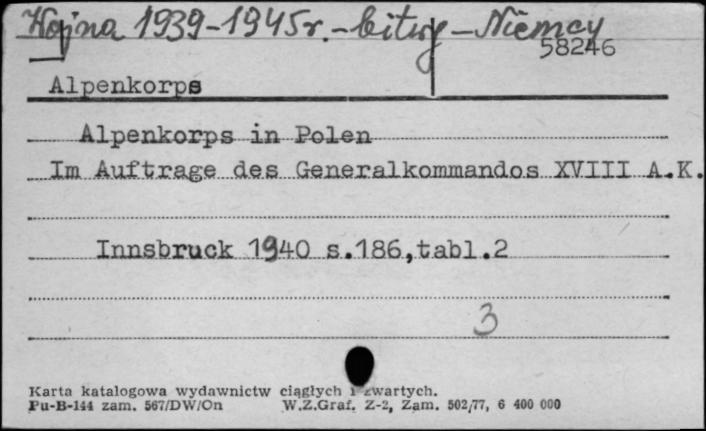 Wojna 1939-1945r. - bitwy - Niemcy
58246
Alpenkorps
Alpenkorps in Polen
Im Auftrage des Generalkommandos XVIII A.K.
Innsbruck 1940 s.186,tabl.2
3
Karta katalogowa wydawnictw ciągłych i zwartych.
Pu-B-144 zam. 567/DW/On W.Z.Graf. Z-2, Zam. 502/77, 6 400 000